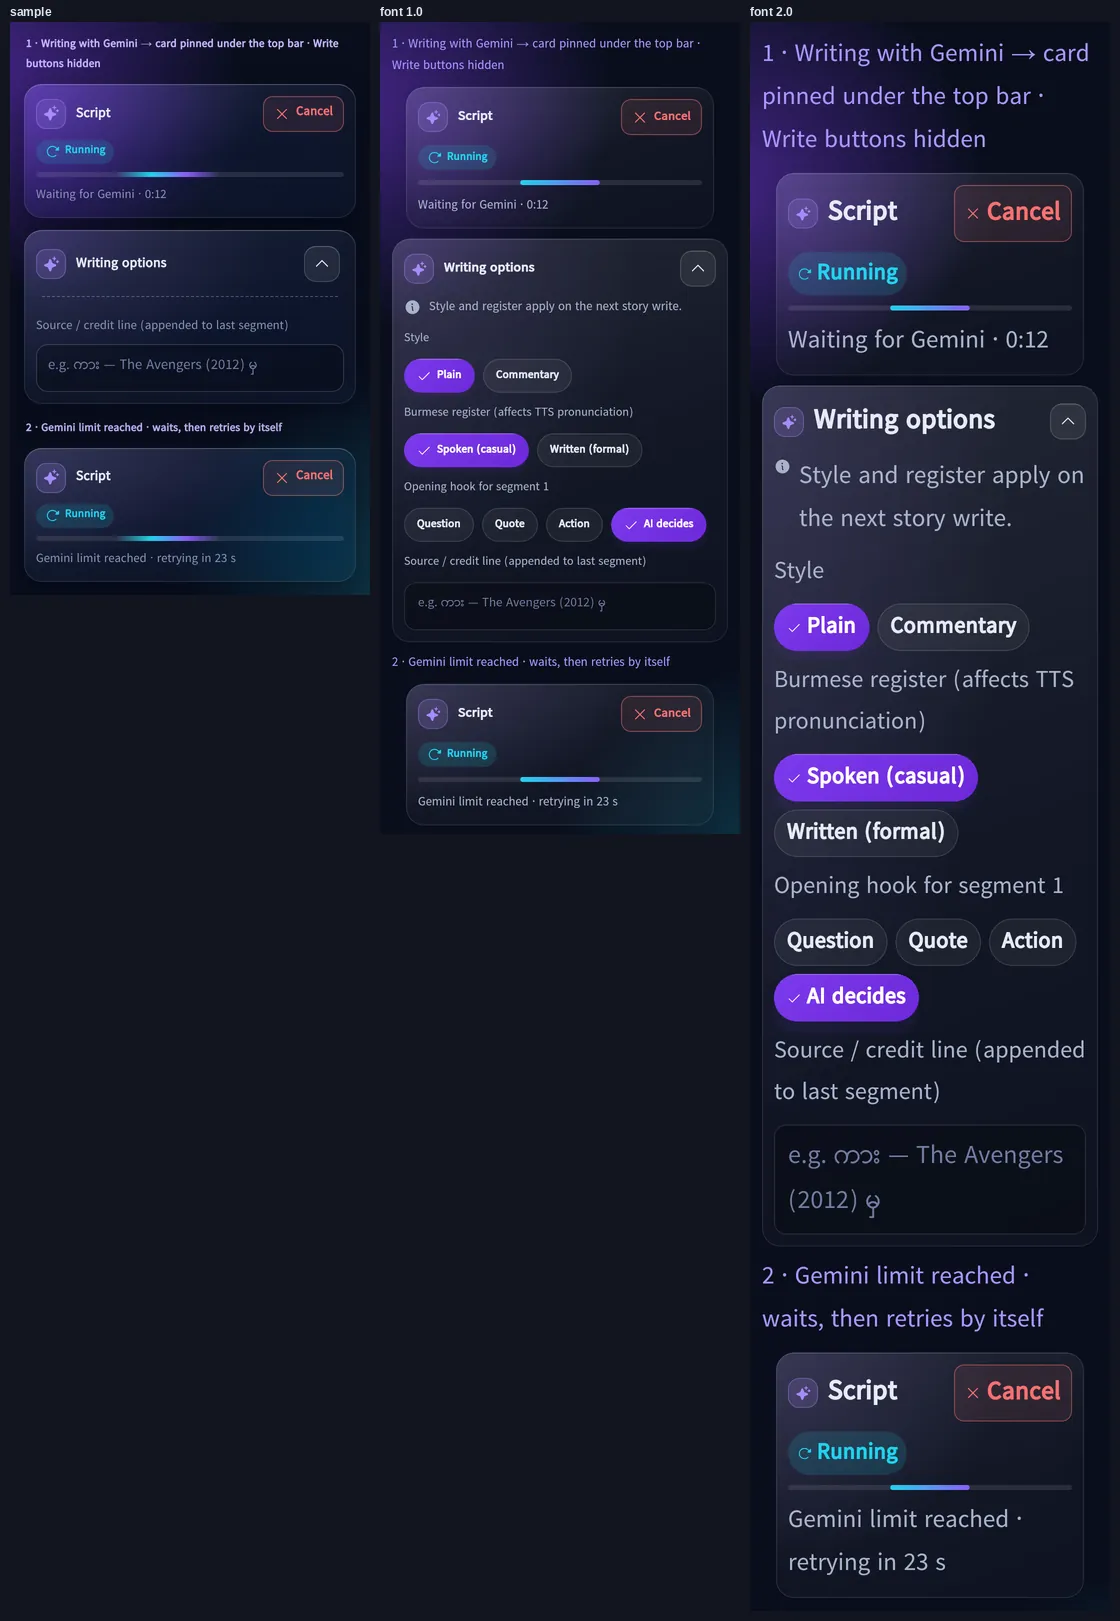 sample
1 · Writing with Gemini → card pinned under the top bar · Write
buttons hidden
Script
Cancel
Running
Waiting for Gemini · 0:12
Writing options
Source / credit line (appended to last segment)
e.g. ကား — The Avengers (2012) မှ
2 · Gemini limit reached · waits, then retries by itself
Script
Cancel
Running
Gemini limit reached · retrying in 23 s
font 1.0
1 · Writing with Gemini → card pinned under the top bar ·
Write buttons hidden
Script
Cancel
Running
Waiting for Gemini · 0:12
Writing options
Style and register apply on the next story write.
Style
Plain
Commentary
Burmese register (affects TTS pronunciation)
Spoken (casual)
Written (formal)
Opening hook for segment 1
Question
Quote
Action
AI decides
Source / credit line (appended to last segment)
e.g. ကား — The Avengers (2012) မှ
2 · Gemini limit reached · waits, then retries by itself
Script
Cancel
Running
Gemini limit reached · retrying in 23 s
font 2.0
1 · Writing with Gemini → card
pinned under the top bar ·
Write buttons hidden
Script
Cancel
Running
Waiting for Gemini · 0:12
Writing options
Style and register apply on
the next story write.
Style
Plain
Commentary
Burmese register (affects TTS
pronunciation)
Spoken (casual)
Written (formal)
Opening hook for segment 1
Question
Quote
Action
AI decides
Source / credit line (appended
to last segment)
e.g. ကား — The Avengers
(2012) မှ
2 · Gemini limit reached ·
waits, then retries by itself
Script
Cancel
Running
Gemini limit reached ·
retrying in 23 s